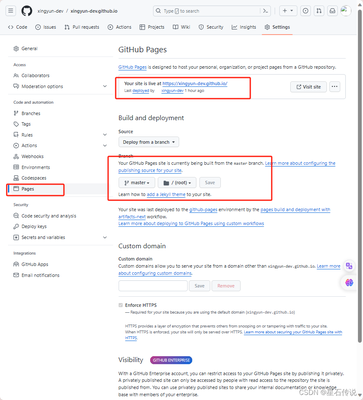 xingyun-dev / xingyun-dev.github.io
Type / to search
Code
Issues
Pull requests
Actions
Projects
Wiki
Security
Insights
Settings
General
Access
Collaborators
Moderation options
Code and automation
Branches
Tags
Rules
Actions
Webhooks
Environments
Codespaces
Pages
Security
Code security and analysis
Deploy keys
Secrets and variables
Integrations
GitHub Apps
Email notifications
GitHub Pages
GitHub Pages is designed to host your personal, organization, or project pages from a GitHub repository.
Your site is live at https://xingyun-dev.github.io/
Last deployed by xingyun-dev 1 hour ago
Visit site
Build and deployment
Source
Deploy from a branch
Branch
Your GitHub Pages site is currently being built from the master branch. Learn more about configuring the
publishing source for your site.
master
/ (root)
Save
Learn how to add a Jekyll theme to your site.
Your site was last deployed to the github-pages environment by the pages build and deployment with
artifacts-next workflow.
Learn more about deploying to GitHub Pages using custom workflows
Custom domain
Custom domain
Custom domains allow you to serve your site from a domain other than xingyun-dev.github.io. Learn more
about configuring custom domains.
Save
Remove
Enforce HTTPS
— Required for your site because you are using the default domain (xingyun-dev.github.io)
HTTPS provides a layer of encryption that prevents others from snooping on or tampering with traffic to your site.
When HTTPS is enforced, your site will only be served over HTTPS. Learn more about securing your GitHub Pages site with HTTPS.
Visibility
GITHUB ENTERPRISE
With a GitHub Enterprise account, you can restrict access to your GitHub Pages site by publishing it privately.
A privately published site can only be accessed by people with read access to the repository the site is
published from. You can use privately published sites to share your internal documentation or knowledge
base with members of your enterprise.